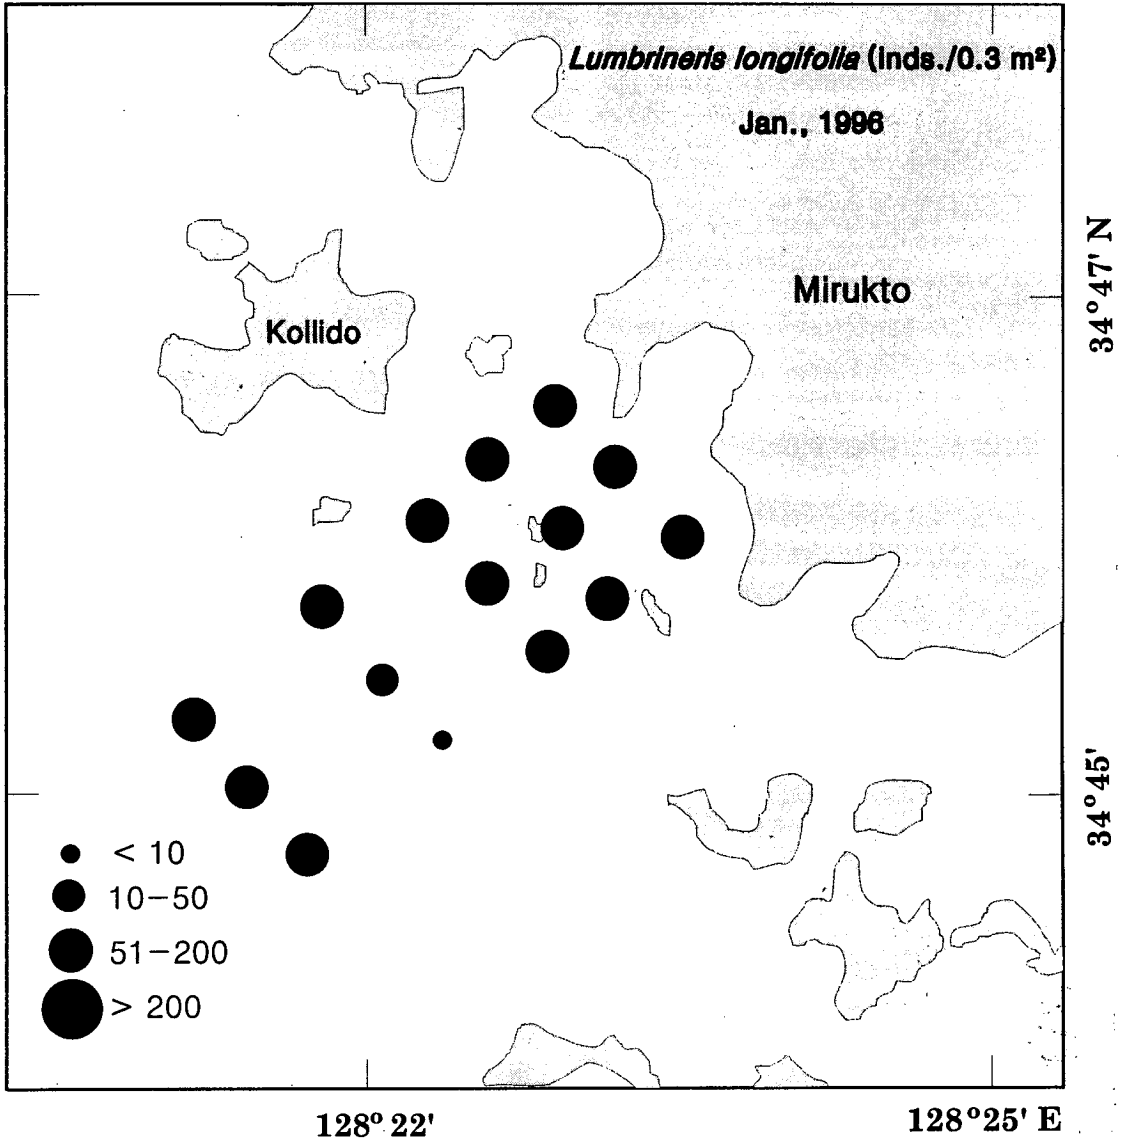 Lumbrineris longifolia (inds./0.3 m²)
Jan., 1996
34° 47' N
Mirukto
Kollido
34° 45'
< 10
10-50
51-200
> 200
128° 22'
128° 25' E